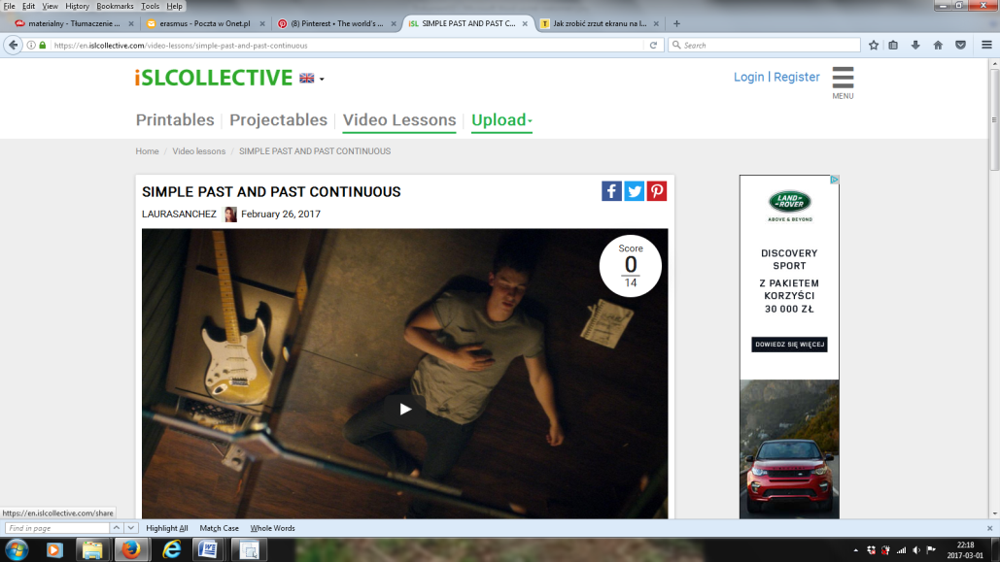 File Edit View History Bookmarks Tools Help
materialny - Tłumaczenie ... × erasmus - Poczta w Onet.pl × (8) Pinterest • The world's ... × iSL SIMPLE PAST AND PAST C... × T Jak zrobić zrzut ekranu na l... × +
https://en.islcollective.com/video-lessons/simple-past-and-past-continuous Search
iSLCOLLECTIVE
Login | Register
MENU
Printables Projectables Video Lessons Upload
Home / Video lessons / SIMPLE PAST AND PAST CONTINUOUS
SIMPLE PAST AND PAST CONTINUOUS
LAURASANCHEZ February 26, 2017
Score
0
14
LAND ROVER
ABOVE & BEYOND
DISCOVERY
SPORT
Z PAKIETEM
KORZYŚCI
30 000 ZŁ
DOWIEDZ SIĘ WIĘCEJ
https://en.islcollective.com/share
Find in page Highlight All Match Case Whole Words
22:18
2017-03-01